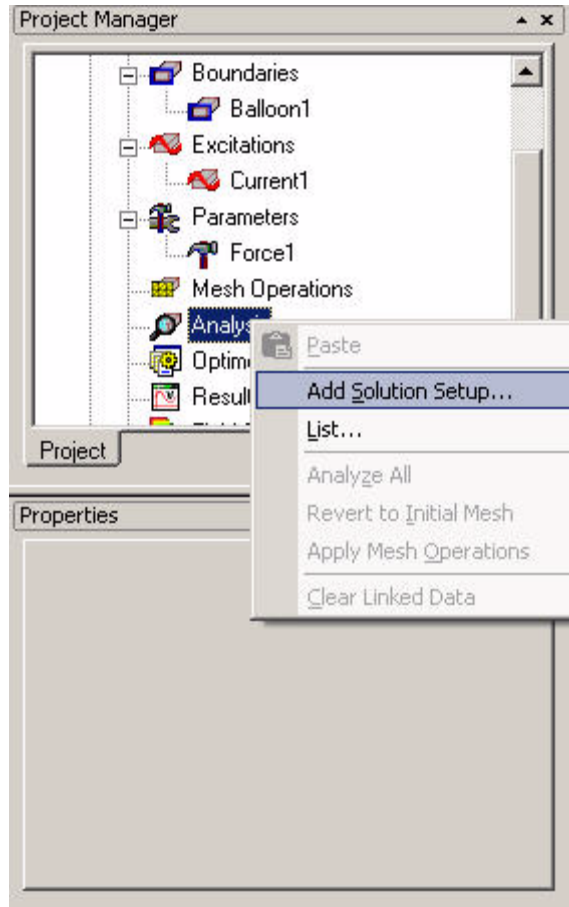 Project Manager
Boundaries
Balloon1
Excitations
Current1
Parameters
Force1
Mesh Operations
Analysis
Paste
Add Solution Setup...
List...
Analyze All
Revert to Initial Mesh
Apply Mesh Operations
Clear Linked Data
Project
Properties